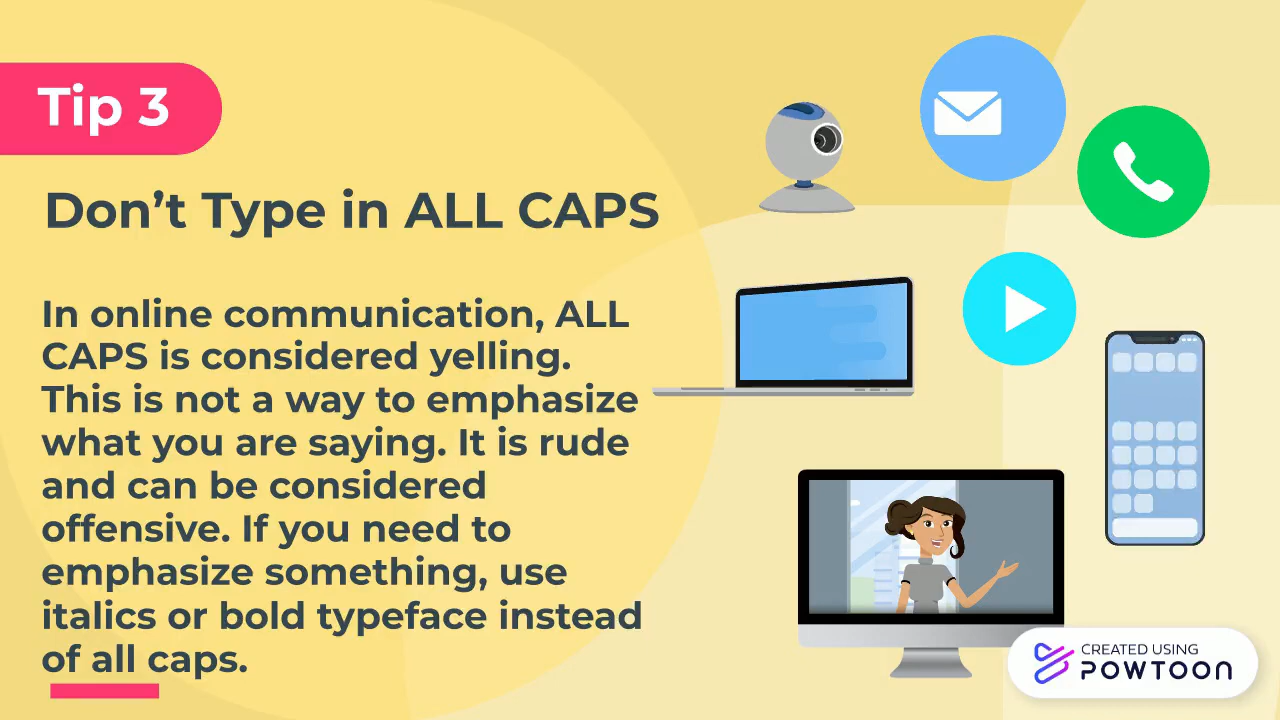 Tip 3
Don’t Type in ALL CAPS
In online communication, ALL
CAPS is considered yelling.
This is not a way to emphasize
what you are saying. It is rude
and can be considered
offensive. If you need to
emphasize something, use
italics or bold typeface instead
of all caps.
CREATED USING
POWTOON